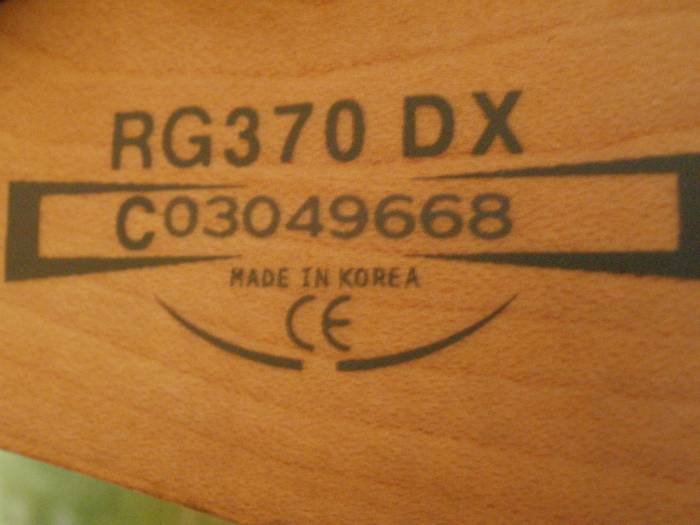 RG370 DX
C03049668
MADE IN KOREA
CE